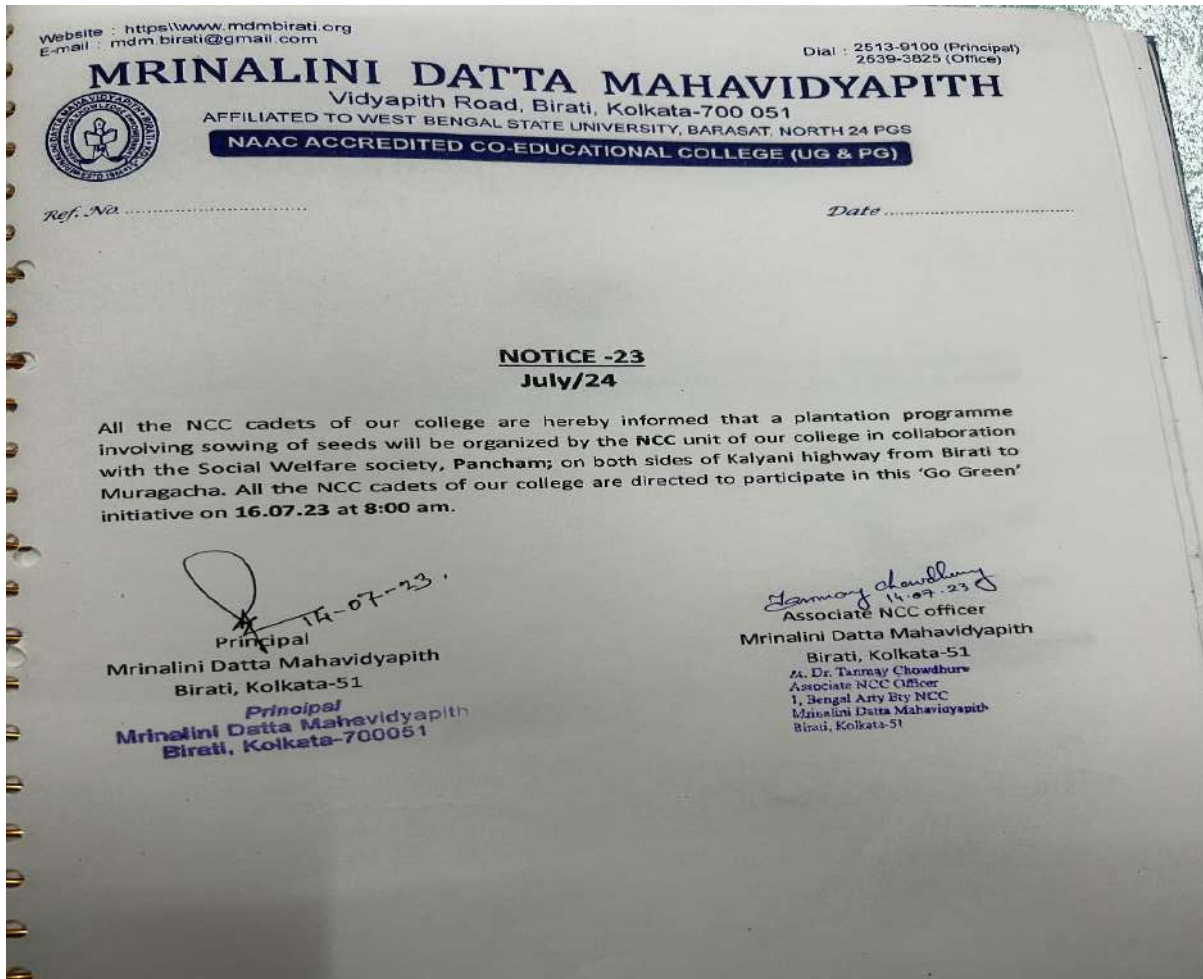 Website : https\\www.mdmbirati.org
E-mail : mdm.birati@gmail.com
Dial : 2513-9100 (Principal)
2539-3825 (Office)
MRINALINI DATTA MAHAVIDYAPITH
Vidyapith Road, Birati, Kolkata-700 051
AFFILIATED TO WEST BENGAL STATE UNIVERSITY, BARASAT, NORTH 24 PGS
NAAC ACCREDITED CO-EDUCATIONAL COLLEGE (UG & PG)
Ref. No. ..................................
Date ..................................
NOTICE -23
July/24
All the NCC cadets of our college are hereby informed that a plantation programme
involving sowing of seeds will be organized by the NCC unit of our college in collaboration
with the Social Welfare society, Pancham; on both sides of Kalyani highway from Birati to
Muragacha. All the NCC cadets of our college are directed to participate in this 'Go Green'
initiative on 16.07.23 at 8:00 am.
14-07-23.
Principal
Mrinalini Datta Mahavidyapith
Birati, Kolkata-51
Principal
Mrinalini Datta Mahavidyapith
Birati, Kolkata-700051
Tanmay Chowdhury
14.07.23
Associate NCC officer
Mrinalini Datta Mahavidyapith
Birati, Kolkata-51
Dr. Tanmay Chowdhury
Associate NCC Officer
1, Bengal Arty Bty NCC
Mrinalini Datta Mahavidyapith
Birati, Kolkata-51